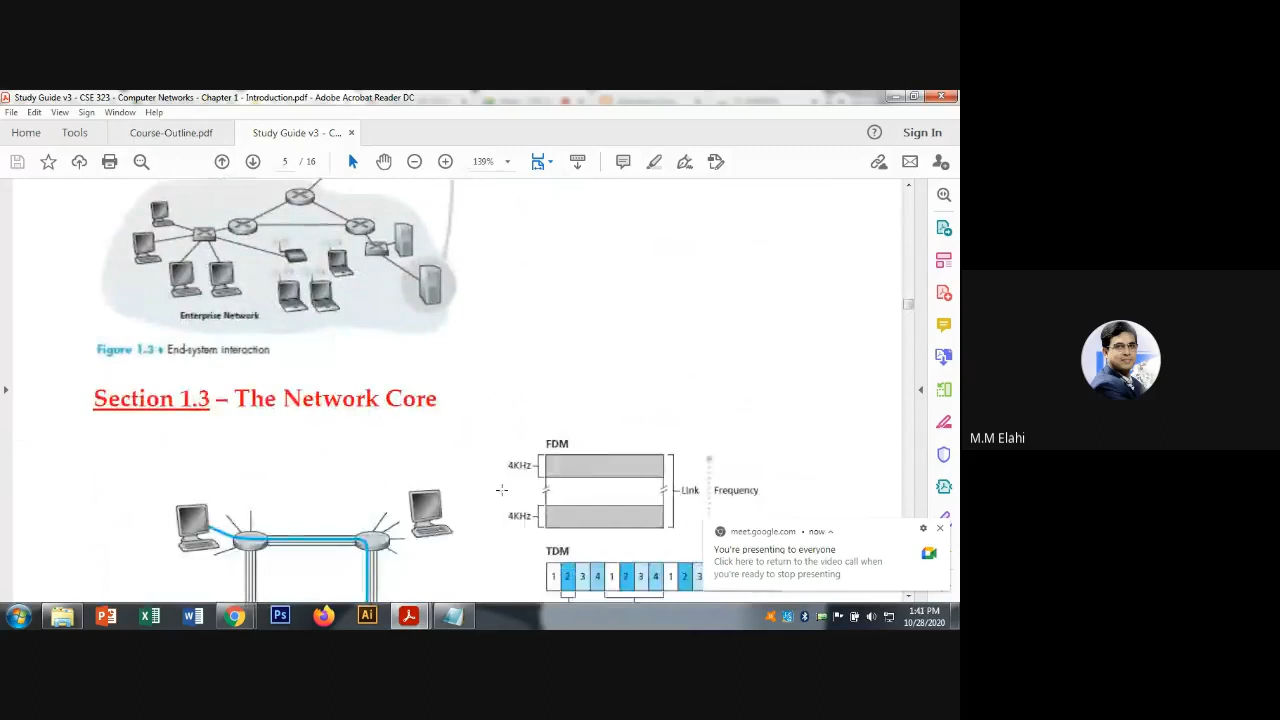 Study Guide v3 - CSE 323 - Computer Networks - Chapter 1 - Introduction.pdf - Adobe Acrobat Reader DC
File Edit View Sign Window Help
Home Tools Course-Outline.pdf Study Guide v3 - C... × Sign In
5 / 16 139%
Enterprise Network
Figure 1.3 End-system interaction
Section 1.3 – The Network Core
FDM
4KHz
Link Frequency
4KHz
TDM
1 2 3 4 1 2 3 4 1 2 3
meet.google.com • now
You're presenting to everyone
Click here to return to the video call when
you're ready to stop presenting
M.M Elahi
Ps Ai
1:41 PM
10/28/2020